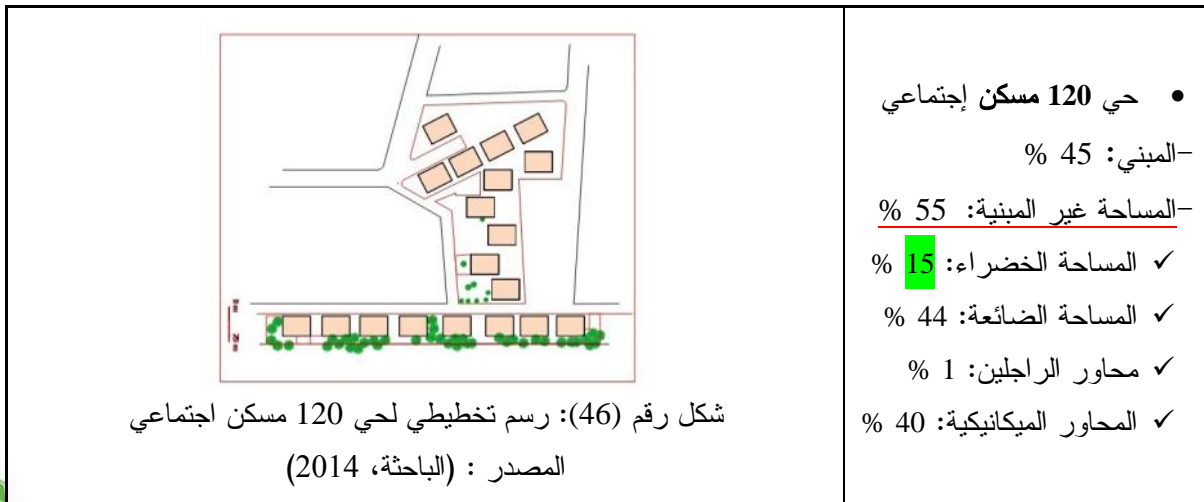 • حي 120 مسكن إجتماعي
-المبني: 45 %
-المساحة غير المبنية: 55 %
✓ المساحة الخضراء: 15 %
✓ المساحة الضائعة: 44 %
✓ محاور الراجلين: 1 %
✓ المحاور الميكانيكية: 40 %
شكل رقم (46): رسم تخطيطي لحي 120 مسكن اجتماعي
المصدر : (الباحثة، 2014)